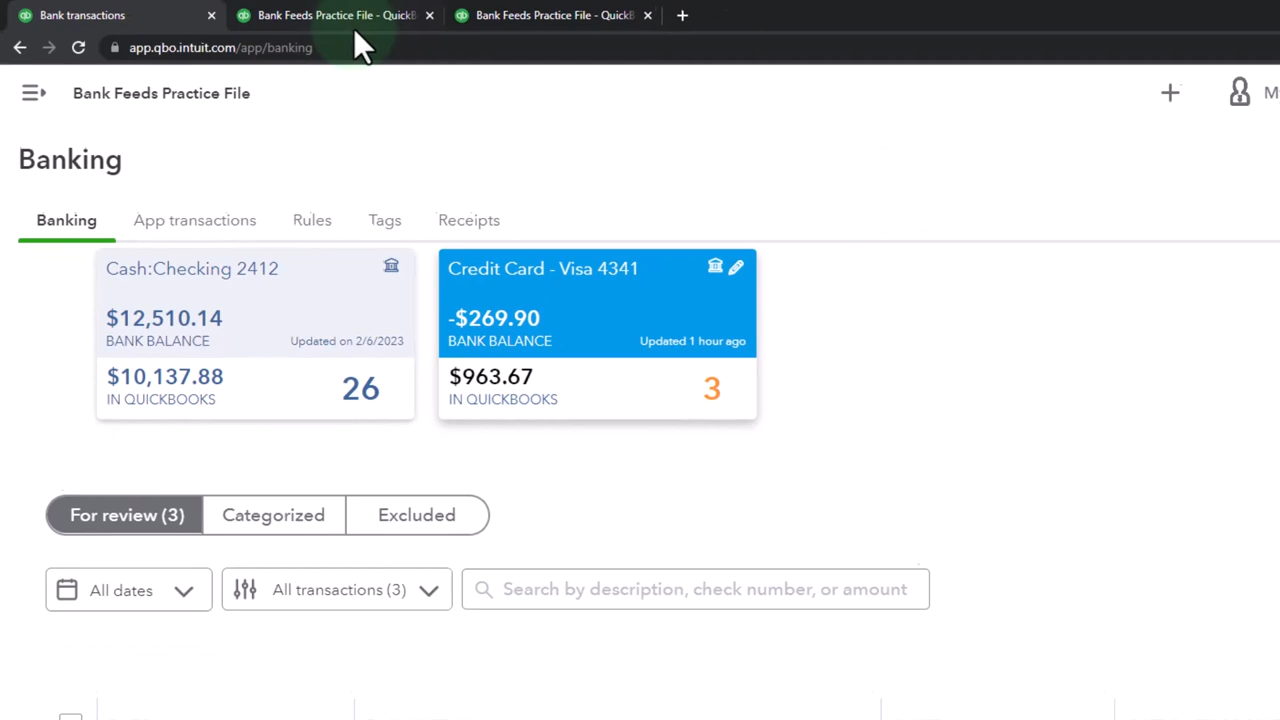 Bank transactions
Bank Feeds Practice File - QuickB
Bank Feeds Practice File - QuickB
app.qbo.intuit.com/app/banking
Bank Feeds Practice File
Banking
Banking App transactions Rules Tags Receipts
Cash:Checking 2412
$12,510.14
BANK BALANCE Updated on 2/6/2023
$10,137.88
IN QUICKBOOKS
26
Credit Card - Visa 4341
-$269.90
BANK BALANCE Updated 1 hour ago
$963.67
IN QUICKBOOKS
3
For review (3) Categorized Excluded
All dates All transactions (3) Search by description, check number, or amount